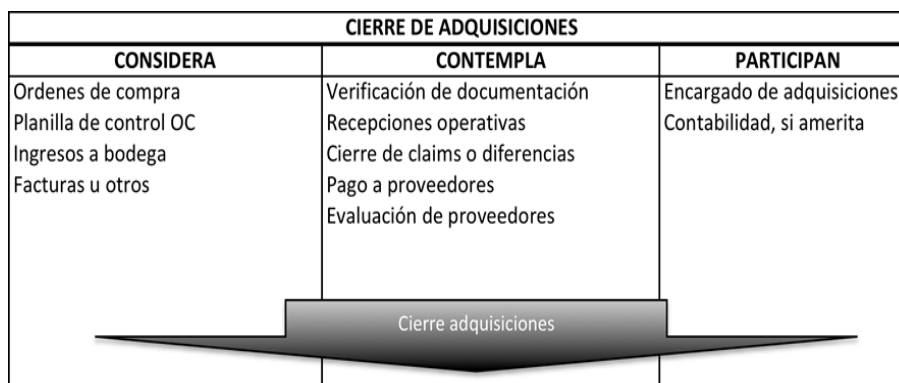 CIERRE DE ADQUISICIONES
CONSIDERA
CONTEMPLA
PARTICIPAN
Ordenes de compra
Planilla de control OC
Ingresos a bodega
Facturas u otros
Verificación de documentación
Recepciones operativas
Cierre de claims o diferencias
Pago a proveedores
Evaluación de proveedores
Encargado de adquisiciones
Contabilidad, si amerita
Cierre adquisiciones